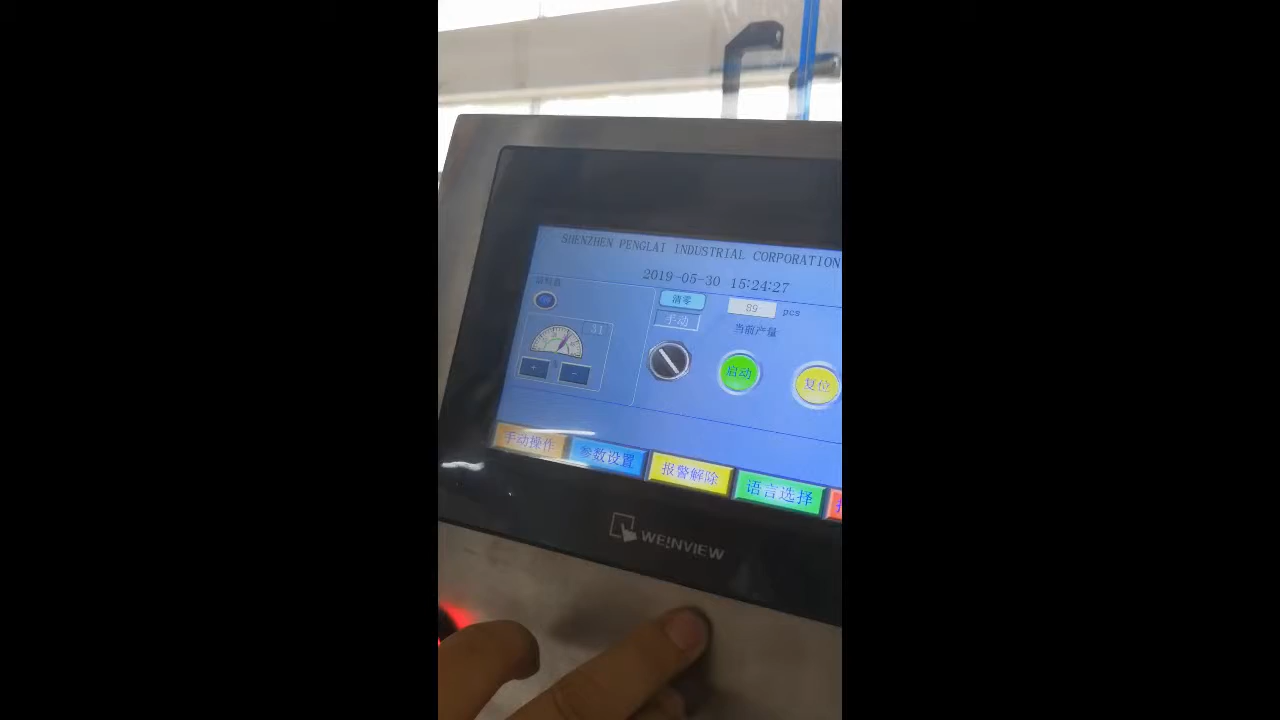 SHENZHEN PENGLAI INDUSTRIAL CORPORATION
2019-05-30 15:24:27
清零
89 pcs
手动
当前产量
31
启动
复位
+
-
手动操作
参数设置
报警解除
语言选择
WEINVIEW